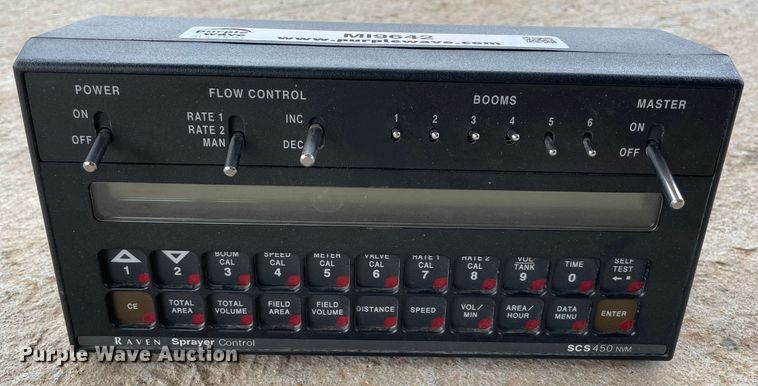 purple wave
MI9642
www.purplewave.com
POWER
ON
OFF
FLOW CONTROL
RATE 1
RATE 2
MAN
INC
DEC
BOOMS
1 2 3 4 5 6
MASTER
ON
OFF
1
2
BOOM CAL 3
SPEED CAL 4
METER CAL 5
VALVE CAL 6
RATE 1 CAL 7
RATE 2 CAL 8
VOL TANK 9
TIME 0
SELF TEST
CE
TOTAL AREA
TOTAL VOLUME
FIELD AREA
FIELD VOLUME
DISTANCE
SPEED
VOL/ MIN
AREA/ HOUR
DATA MENU
ENTER
RAVEN Sprayer Control
SCS 450 NVM
Purple Wave Auction